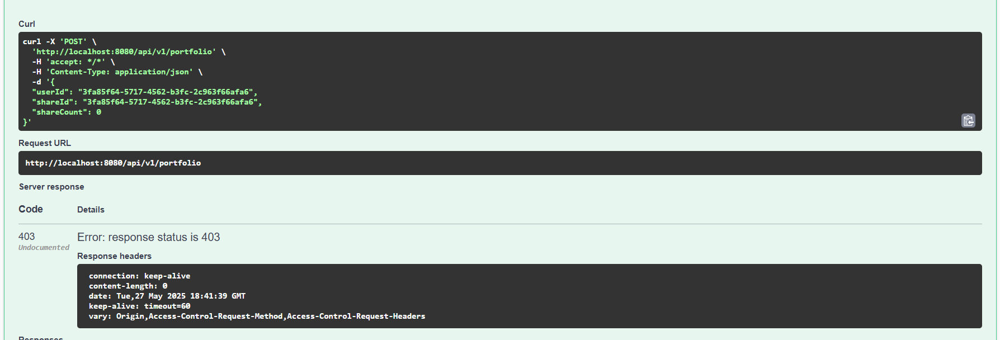 Curl
curl -X 'POST' \
'http://localhost:8080/api/v1/portfolio' \
-H 'accept: */*' \
-H 'Content-Type: application/json' \
-d '{
"userId": "3fa85f64-5717-4562-b3fc-2c963f66afa6",
"shareId": "3fa85f64-5717-4562-b3fc-2c963f66afa6",
"shareCount": 0
}'
Request URL
http://localhost:8080/api/v1/portfolio
Server response
Code Details
403 Error: response status is 403
Undocumented
Response headers
connection: keep-alive
content-length: 0
date: Tue,27 May 2025 18:41:39 GMT
keep-alive: timeout=60
vary: Origin,Access-Control-Request-Method,Access-Control-Request-Headers
Responses